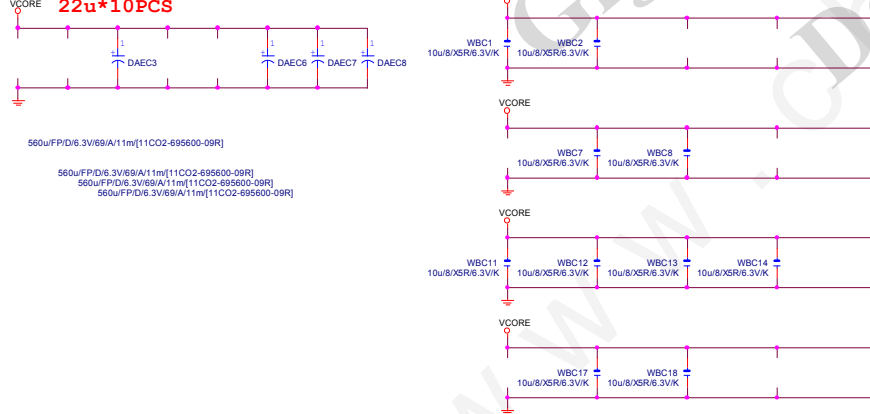 VCORE 22u*10PCS
1 1 1 1
DAEC3 DAEC6 DAEC7 DAEC8
560u/FP/D/6.3V/69/A/11m/[11CO2-695600-09R]
560u/FP/D/6.3V/69/A/11m/[11CO2-695600-09R]
560u/FP/D/6.3V/69/A/11m/[11CO2-695600-09R]
560u/FP/D/6.3V/69/A/11m/[11CO2-695600-09R]
WBC1 WBC2
10u/8/X5R/6.3V/K 10u/8/X5R/6.3V/K
VCORE
WBC7 WBC8
10u/8/X5R/6.3V/K 10u/8/X5R/6.3V/K
VCORE
WBC11 WBC12 WBC13 WBC14
10u/8/X5R/6.3V/K 10u/8/X5R/6.3V/K 10u/8/X5R/6.3V/K 10u/8/X5R/6.3V/K
VCORE
WBC17 WBC18
10u/8/X5R/6.3V/K 10u/8/X5R/6.3V/K